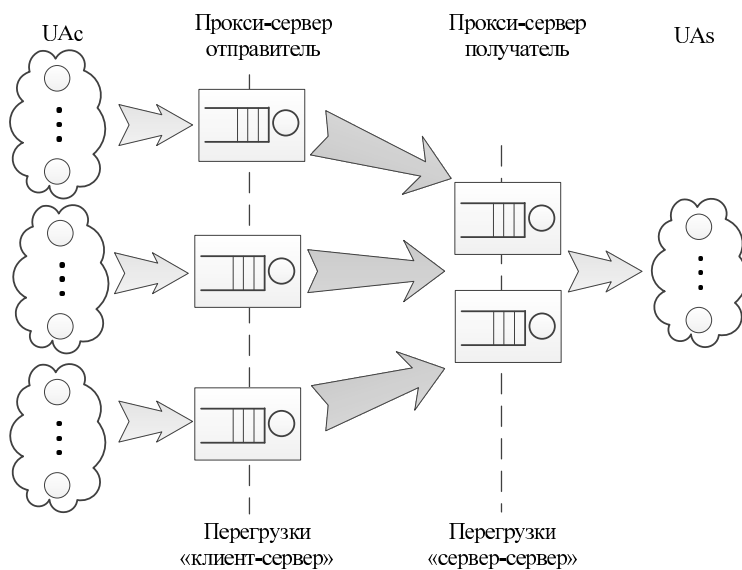 UAc
Прокси-сервер
отправитель
Прокси-сервер
получатель
UAs
Перегрузки
«клиент-сервер»
Перегрузки
«сервер-сервер»